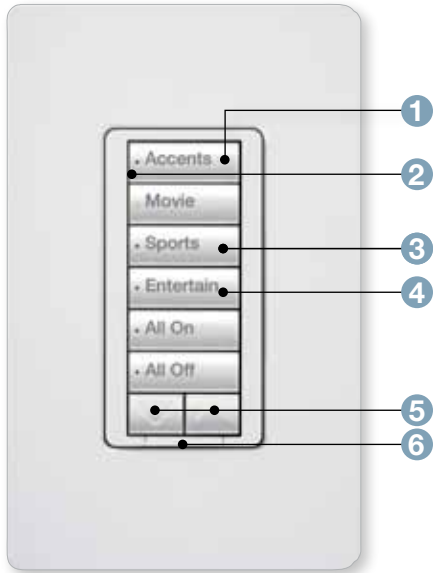 Accents
Movie
Sports
Entertain
All On
All Off
1
2
3
4
5
6